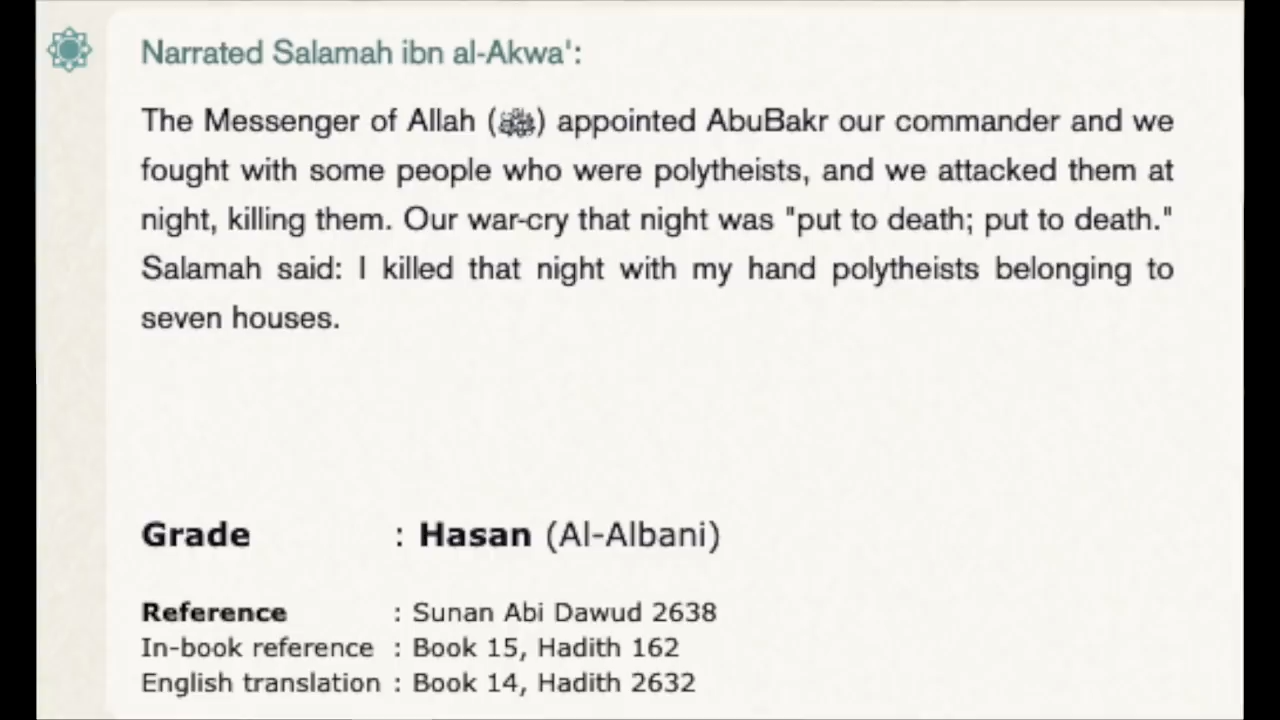 Narrated Salamah ibn al-Akwa':
The Messenger of Allah (ﷺ) appointed AbuBakr our commander and we
fought with some people who were polytheists, and we attacked them at
night, killing them. Our war-cry that night was "put to death; put to death."
Salamah said: I killed that night with my hand polytheists belonging to
seven houses.
Grade : Hasan (Al-Albani)
Reference : Sunan Abi Dawud 2638
In-book reference : Book 15, Hadith 162
English translation : Book 14, Hadith 2632